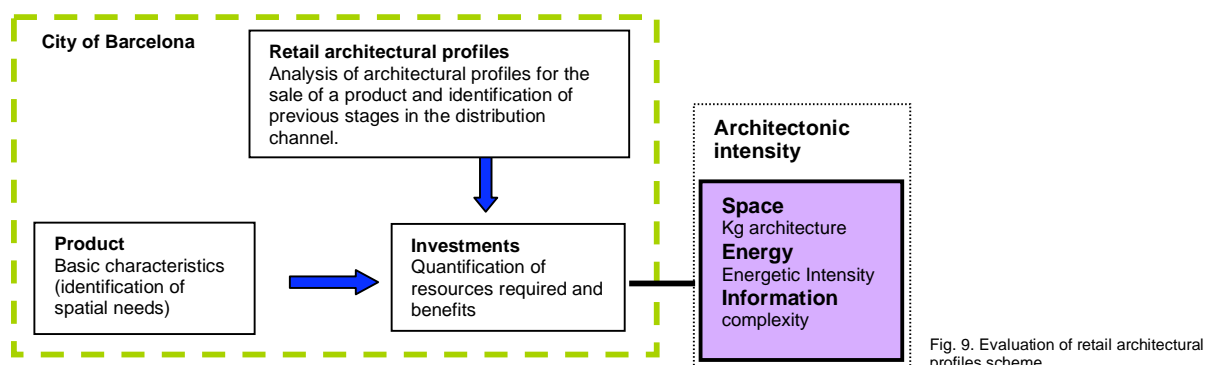 City of Barcelona
Retail architectural profiles
Analysis of architectural profiles for the
sale of a product and identification of
previous stages in the distribution
channel.
Architectonic
intensity
Product
Basic characteristics
(identification of
spatial needs)
Investments
Quantification of
resources required and
benefits
Space
Kg architecture
Energy
Energetic Intensity
Information
complexity
Fig. 9. Evaluation of retail architectural
profiles scheme